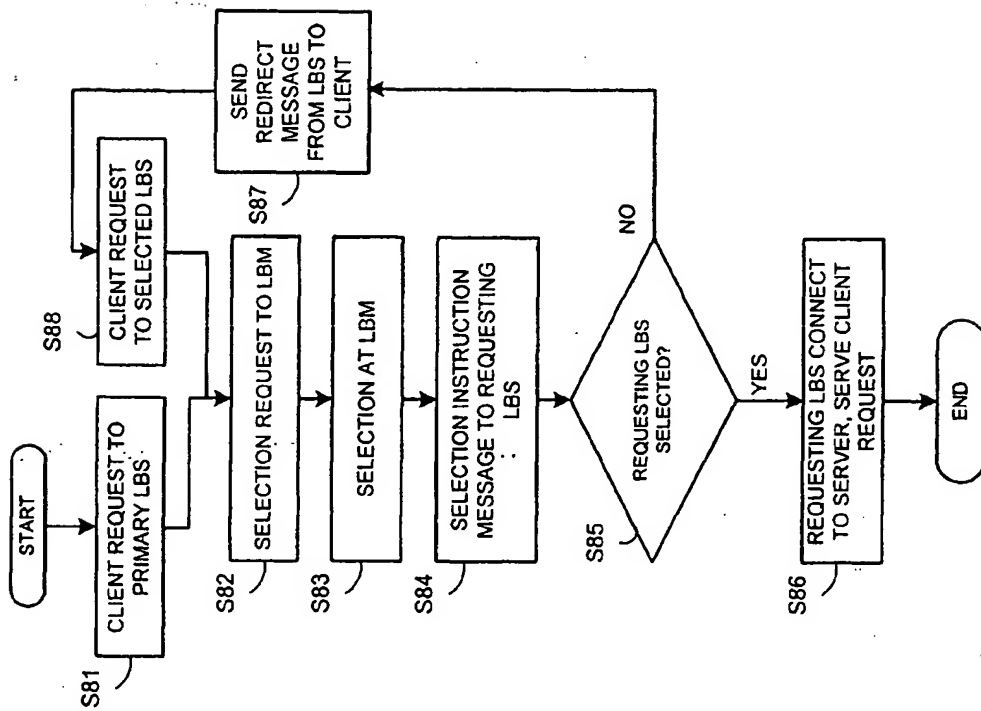 START
CLIENT REQUEST TO
PRIMARY LBS
S81
CLIENT REQUEST
TO SELECTED LBS
S88
SEND
REDIRECT
MESSAGE
FROM LBS TO
CLIENT
S87
SELECTION REQUEST TO LBM
S82
SELECTION AT LBM
S83
SELECTION INSTRUCTION
MESSAGE TO REQUESTING
LBS
S84
REQUESTING LBS
SELECTED?
S85
NO
YES
REQUESTING LBS CONNECT
TO SERVER, SERVE CLIENT
REQUEST
S86
END